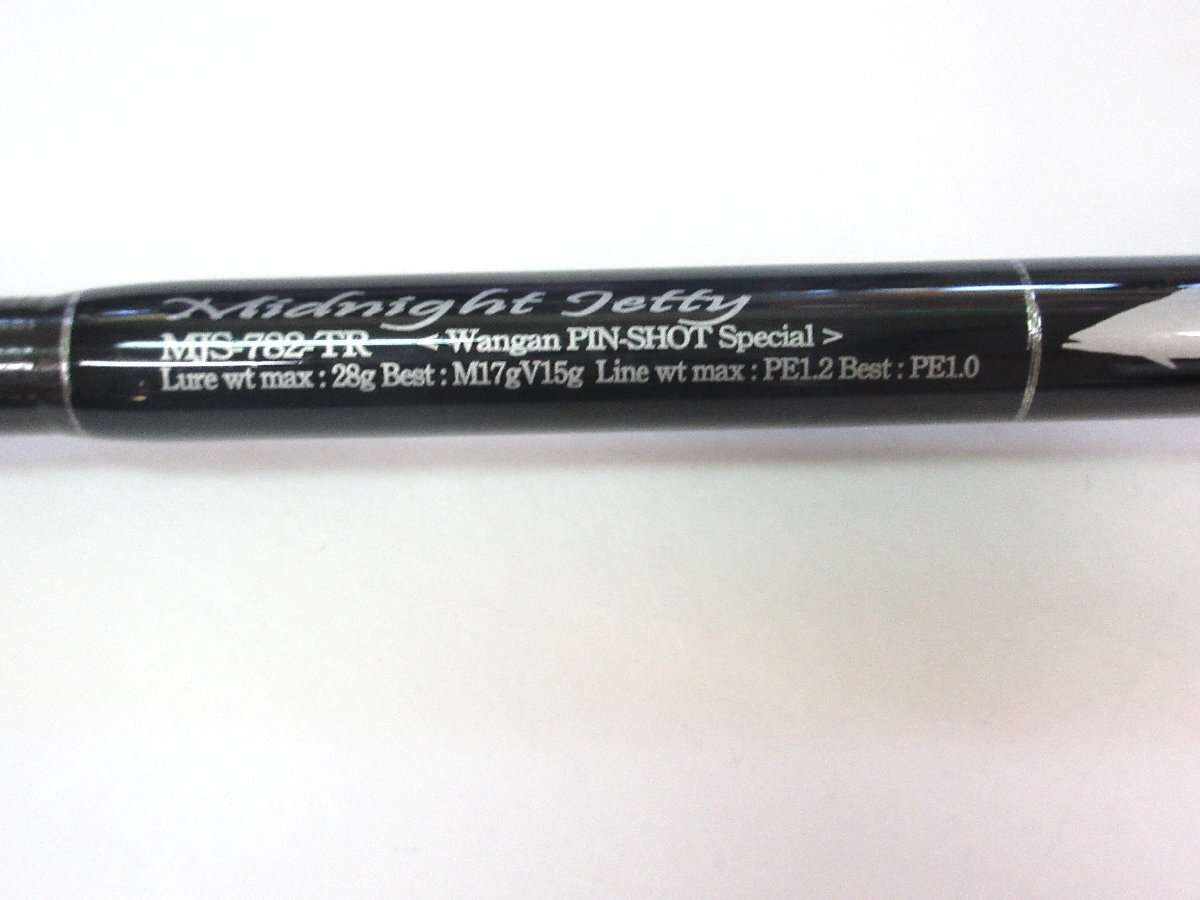 Midnight Jetty
MJS-782-TR < Wangan PIN-SHOT Special >
Lure wt max : 28g Best : M17gV15g Line wt max : PE1.2 Best : PE1.0